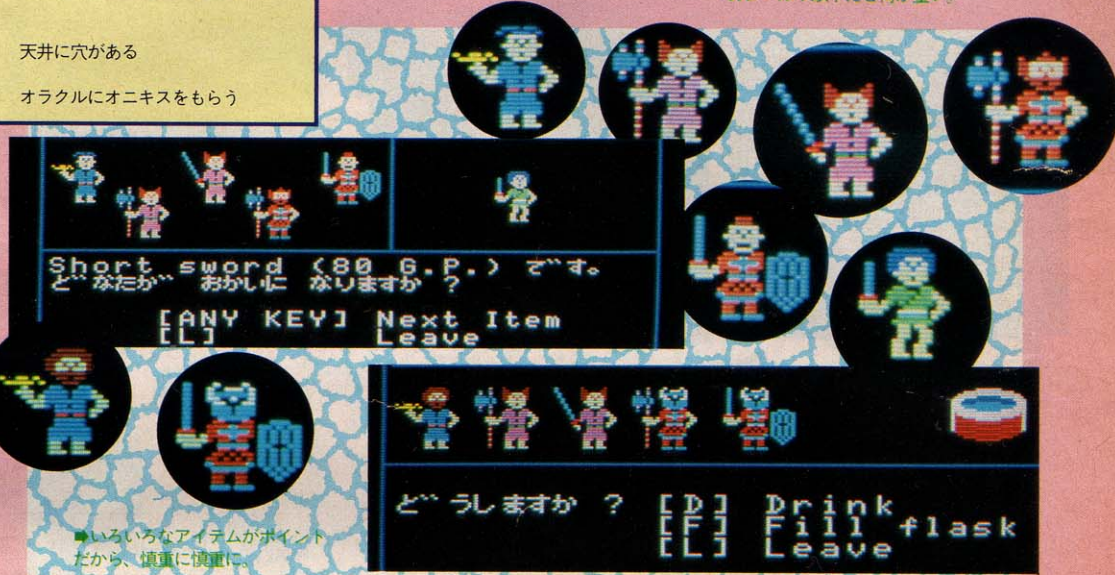 天井に穴がある
オラクルにオニキスをもらう
Short sword (80 G.P.) です。
どなたが おかいに なりますか ?
[ANY KEY] Next Item
[L] Leave
どうしますか ? [D] Drink
[F] Fill flask
[L] Leave
➡いろいろなアイテムがポイント
だから、慎重に慎重に。